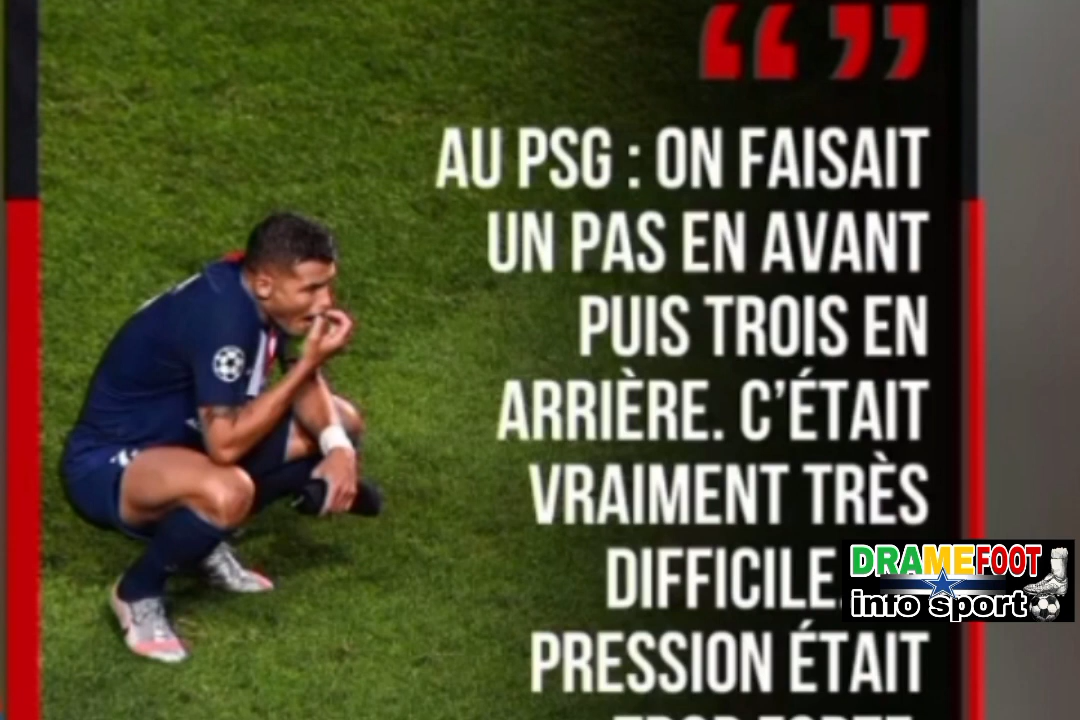 “ ”
AU PSG : ON FAISAIT
UN PAS EN AVANT
PUIS TROIS EN
ARRIÈRE. C’ÉTAIT
VRAIMENT TRÈS
DIFFICILE.
PRESSION ÉTAIT
DRAMEFOOT
info sport